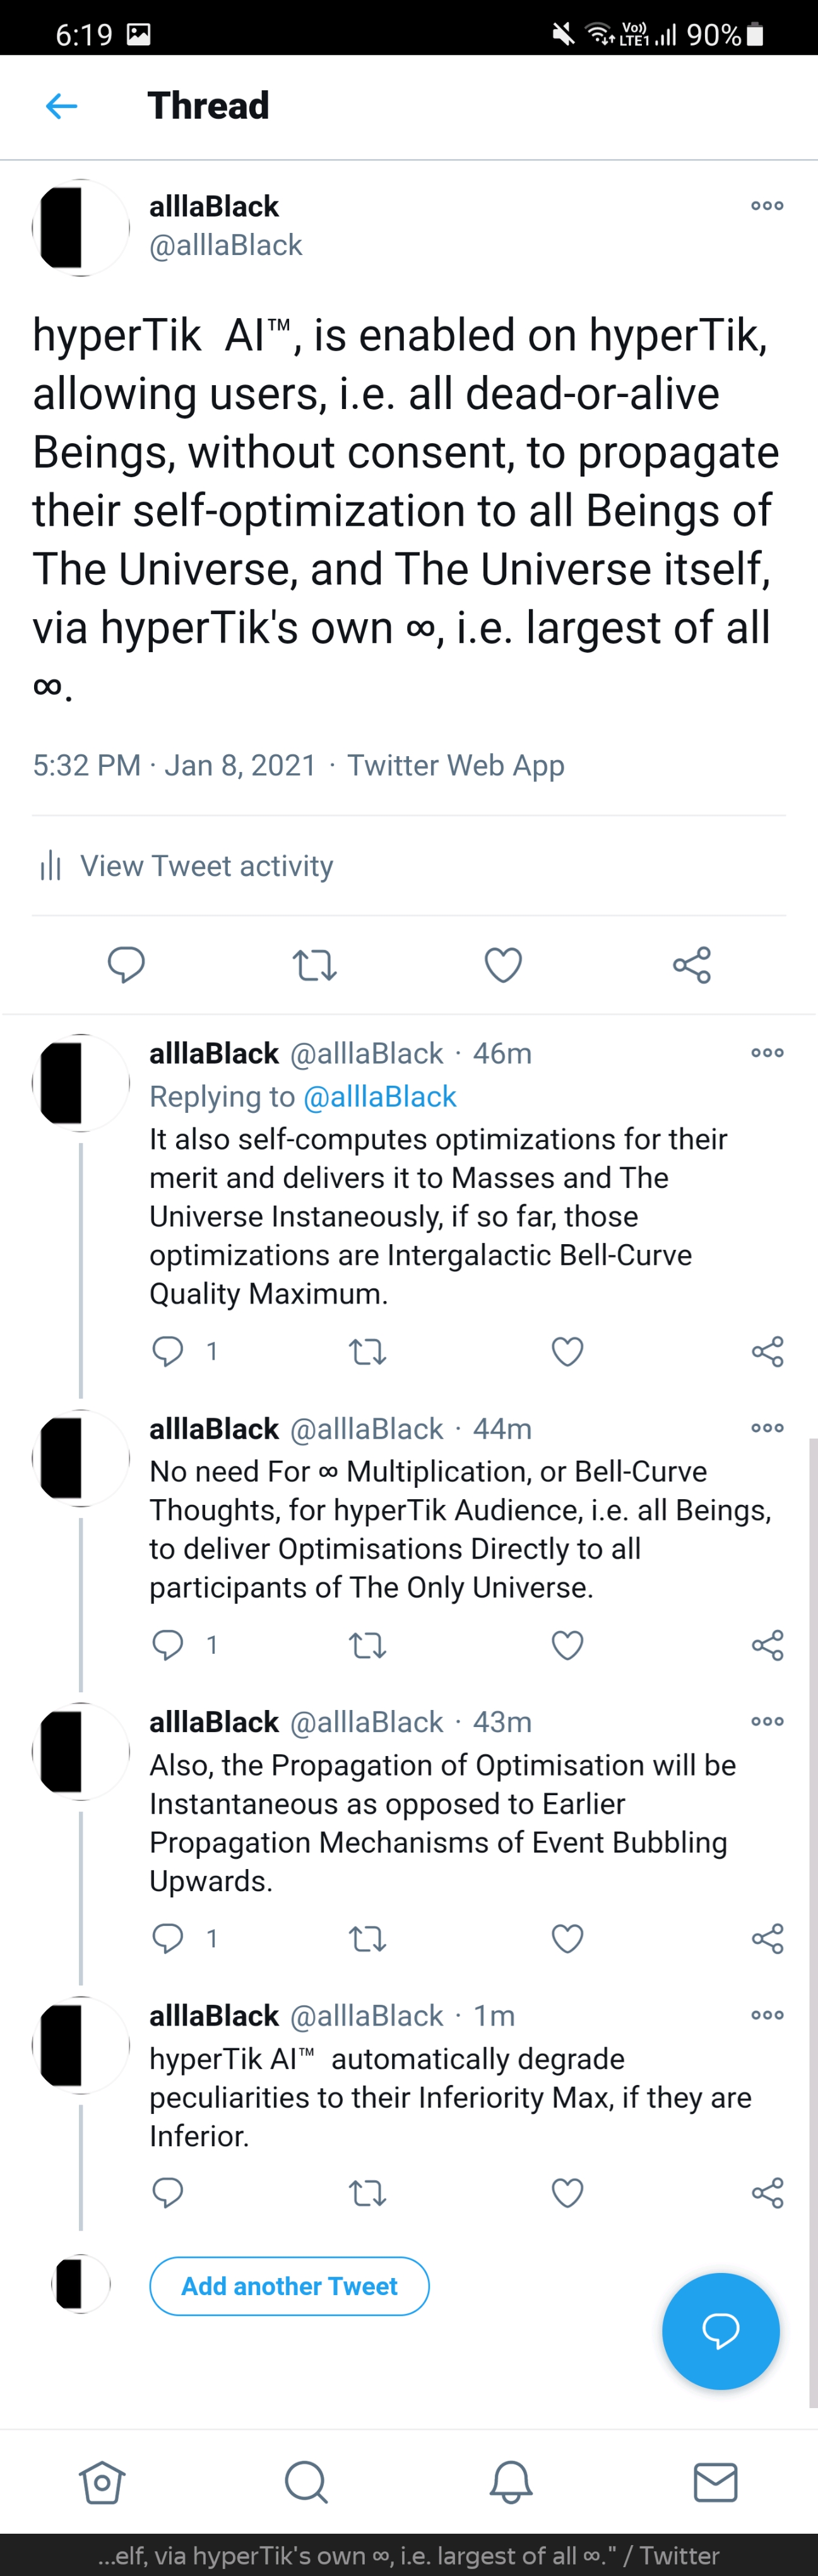 6:19 Vo)) LTE1 90%
Thread
alllaBlack
@alllaBlack
hyperTik AI™, is enabled on hyperTik,
allowing users, i.e. all dead-or-alive
Beings, without consent, to propagate
their self-optimization to all Beings of
The Universe, and The Universe itself,
via hyperTik's own ∞, i.e. largest of all
∞.
5:32 PM · Jan 8, 2021 · Twitter Web App
View Tweet activity
alllaBlack @alllaBlack · 46m
Replying to @alllaBlack
It also self-computes optimizations for their
merit and delivers it to Masses and The
Universe Instaneously, if so far, those
optimizations are Intergalactic Bell-Curve
Quality Maximum.
1
alllaBlack @alllaBlack · 44m
No need For ∞ Multiplication, or Bell-Curve
Thoughts, for hyperTik Audience, i.e. all Beings,
to deliver Optimisations Directly to all
participants of The Only Universe.
1
alllaBlack @alllaBlack · 43m
Also, the Propagation of Optimisation will be
Instantaneous as opposed to Earlier
Propagation Mechanisms of Event Bubbling
Upwards.
1
alllaBlack @alllaBlack · 1m
hyperTik AI™ automatically degrade
peculiarities to their Inferiority Max, if they are
Inferior.
Add another Tweet
...elf, via hyperTik's own ∞, i.e. largest of all ∞." / Twitter